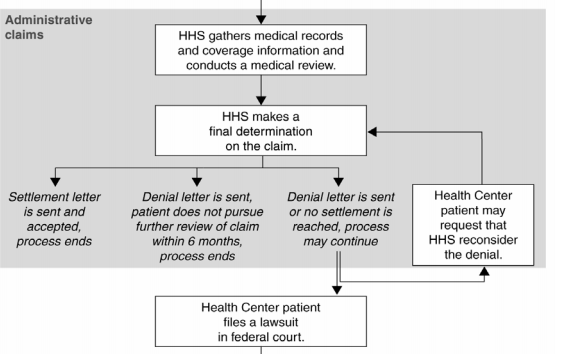 Administrative
claims
HHS gathers medical records
and coverage information and
conducts a medical review.
HHS makes a
final determination
on the claim.
Settlement letter
is sent and
accepted,
process ends
Denial letter is sent,
patient does not pursue
further review of claim
within 6 months,
process ends
Denial letter is sent
or no settlement is
reached, process
may continue
Health Center
patient may
request that
HHS reconsider
the denial.
Health Center patient
files a lawsuit
in federal court.